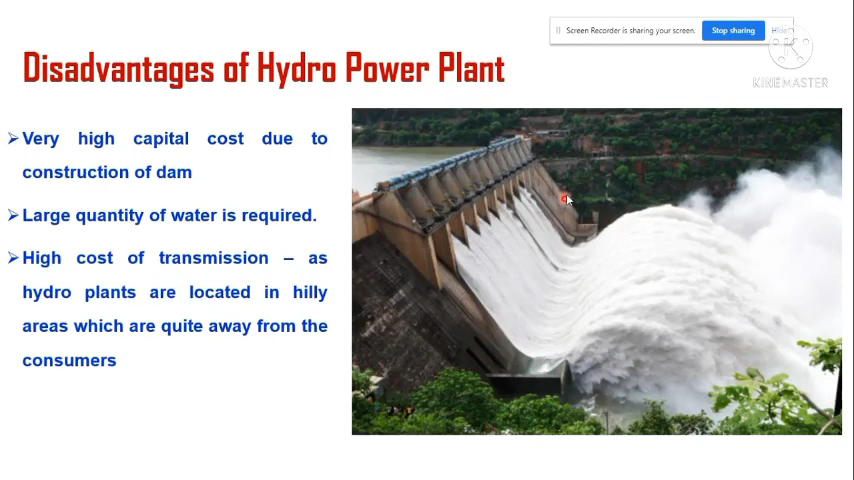 Screen Recorder is sharing your screen.
Stop sharing
Hide
KINEMASTER
Disadvantages of Hydro Power Plant
➢Very high capital cost due to
construction of dam
➢Large quantity of water is required.
➢High cost of transmission – as
hydro plants are located in hilly
areas which are quite away from the
consumers